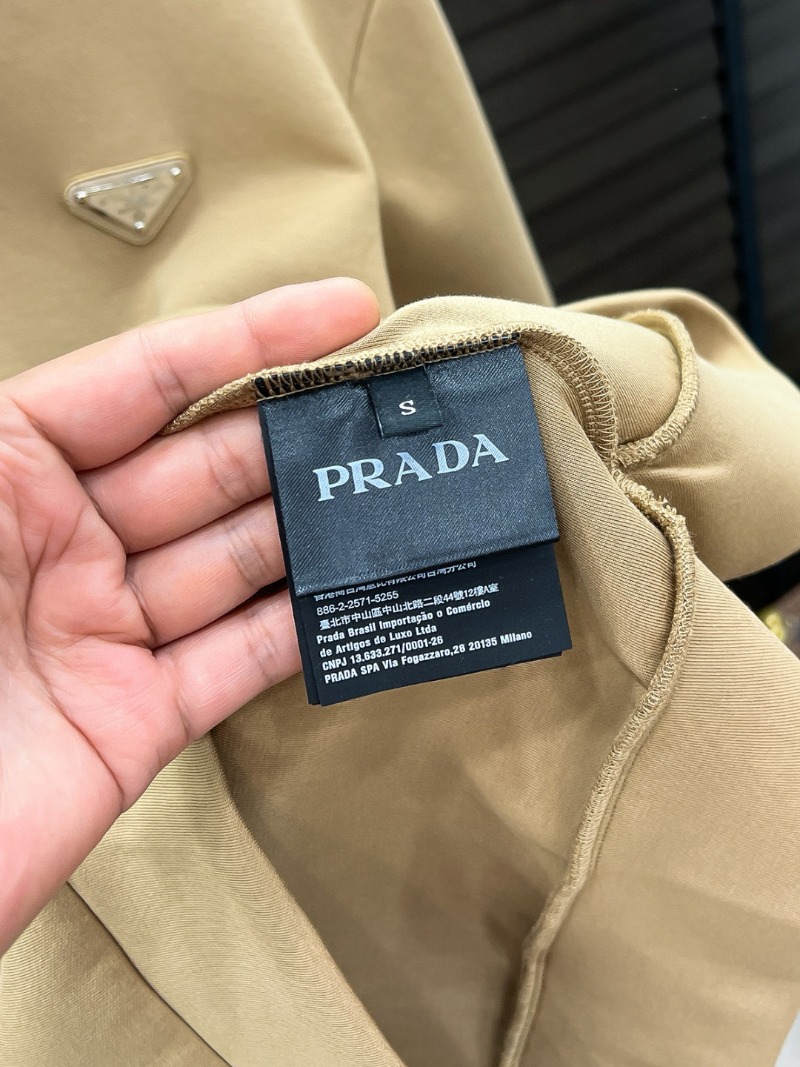 S
PRADA
886-2-2571-5255
臺北市中山區中山北路二段44號12樓A室
Prada Brasil Importação o Comércio
de Artigos de Luxo Ltda
CNPJ 13.633.271/0001-26
PRADA SPA Via Fogazzaro,28 20135 Milano